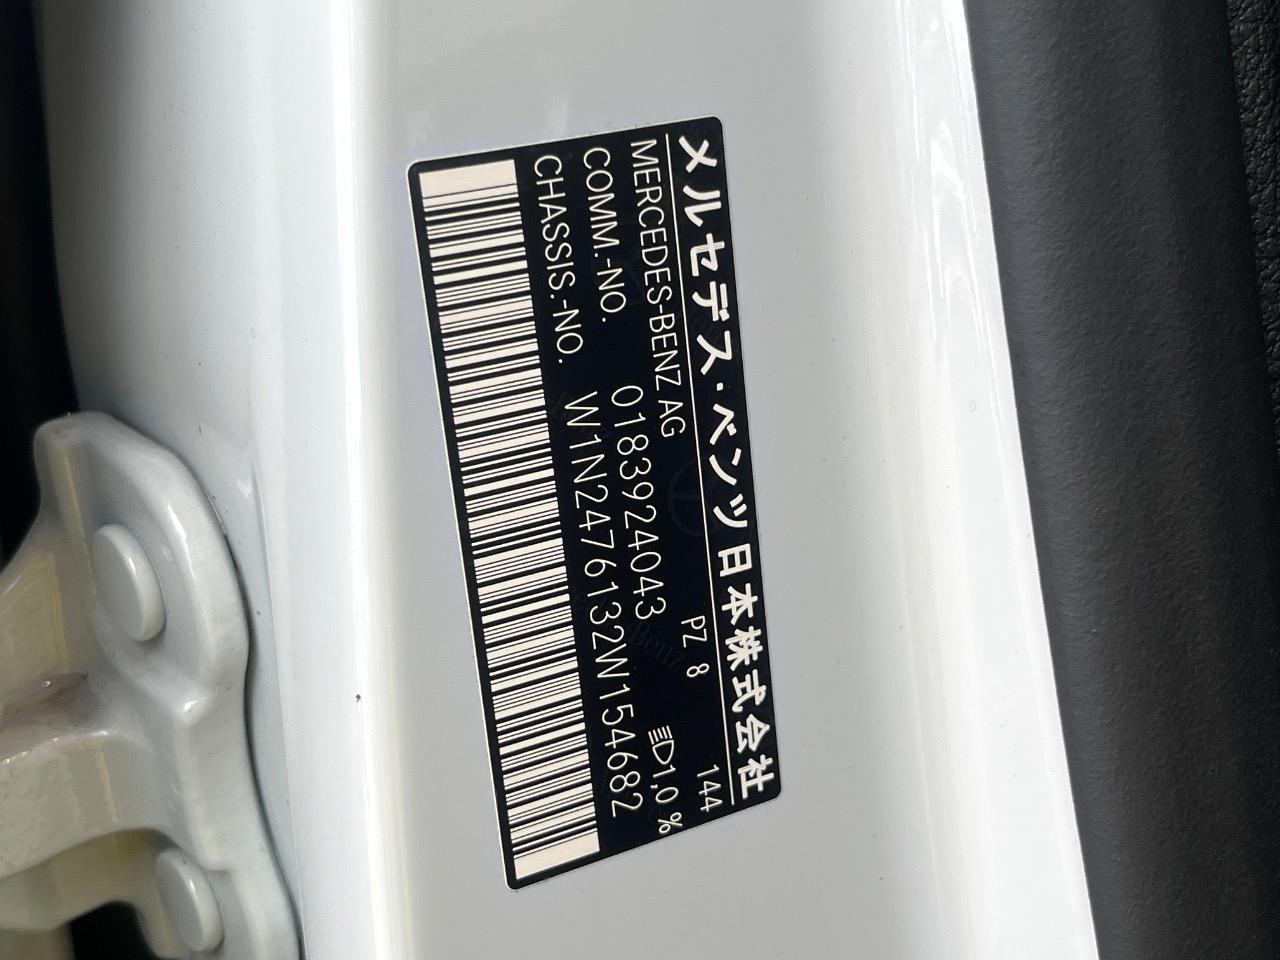 メルセデス・ベンツ日本株式会社
MERCEDES-BENZ AG PZ 8 144
COMM.-NO. 0183924043 1,0 %
CHASSIS.-NO. W1N2476132W154682